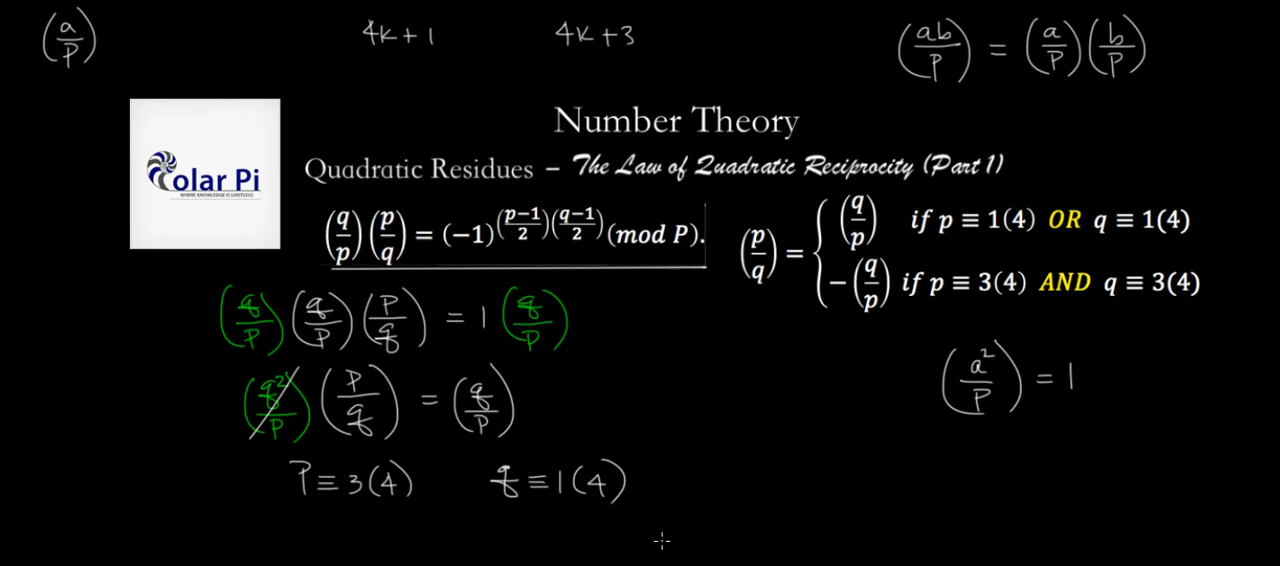 (a/P) 4K+1 4K+3 (ab/P) = (a/P)(b/P)
olar Pi
WHERE KNOWLEDGE IS LIMITLESS
Number Theory
Quadratic Residues – The Law of Quadratic Reciprocity (Part 1)
(q/p)(p/q) = (−1)^((p−1)/2)((q−1)/2) (mod P).
(p/q) = { (q/p) if p ≡ 1(4) OR q ≡ 1(4)
−(q/p) if p ≡ 3(4) AND q ≡ 3(4)
(q/P)(q/P)(P/q) = 1(q/P)
(q²/P)(P/q) = (q/P)
(a²/P) = 1
P ≡ 3(4) q ≡ 1(4)